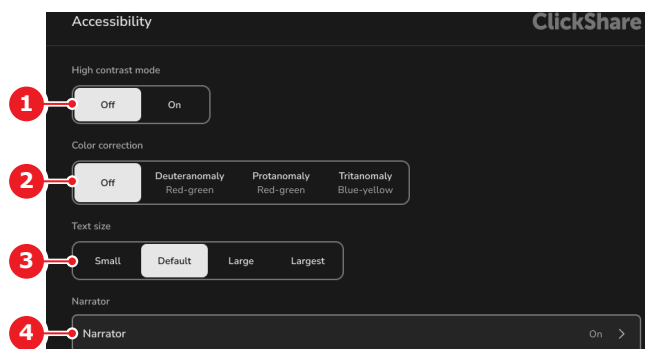 Accessibility
ClickShare
High contrast mode
1
Off On
Color correction
2
Off Deuteranomaly Protanomaly Tritanomaly
Red-green Red-green Blue-yellow
Text size
3
Small Default Large Largest
Narrator
4
Narrator On